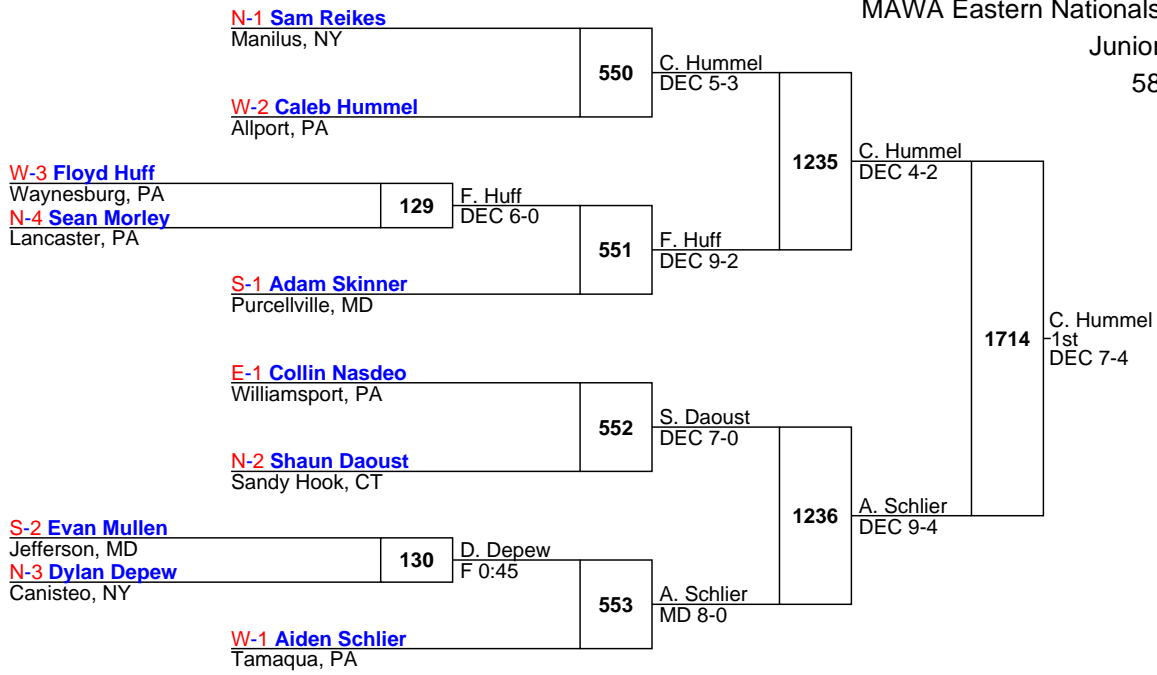 MAWA Eastern Nationals
Junior
58
N-1 Sam Reikes
Manilus, NY
550
C. Hummel
DEC 5-3
W-2 Caleb Hummel
Allport, PA
1235
C. Hummel
DEC 4-2
W-3 Floyd Huff
Waynesburg, PA
129
F. Huff
DEC 6-0
N-4 Sean Morley
Lancaster, PA
551
F. Huff
DEC 9-2
S-1 Adam Skinner
Purcellville, MD
1714
C. Hummel
1st
DEC 7-4
E-1 Collin Nasdeo
Williamsport, PA
552
S. Daoust
DEC 7-0
N-2 Shaun Daoust
Sandy Hook, CT
1236
A. Schlier
DEC 9-4
S-2 Evan Mullen
Jefferson, MD
130
D. Depew
F 0:45
N-3 Dylan Depew
Canisteo, NY
553
A. Schlier
MD 8-0
W-1 Aiden Schlier
Tamaqua, PA